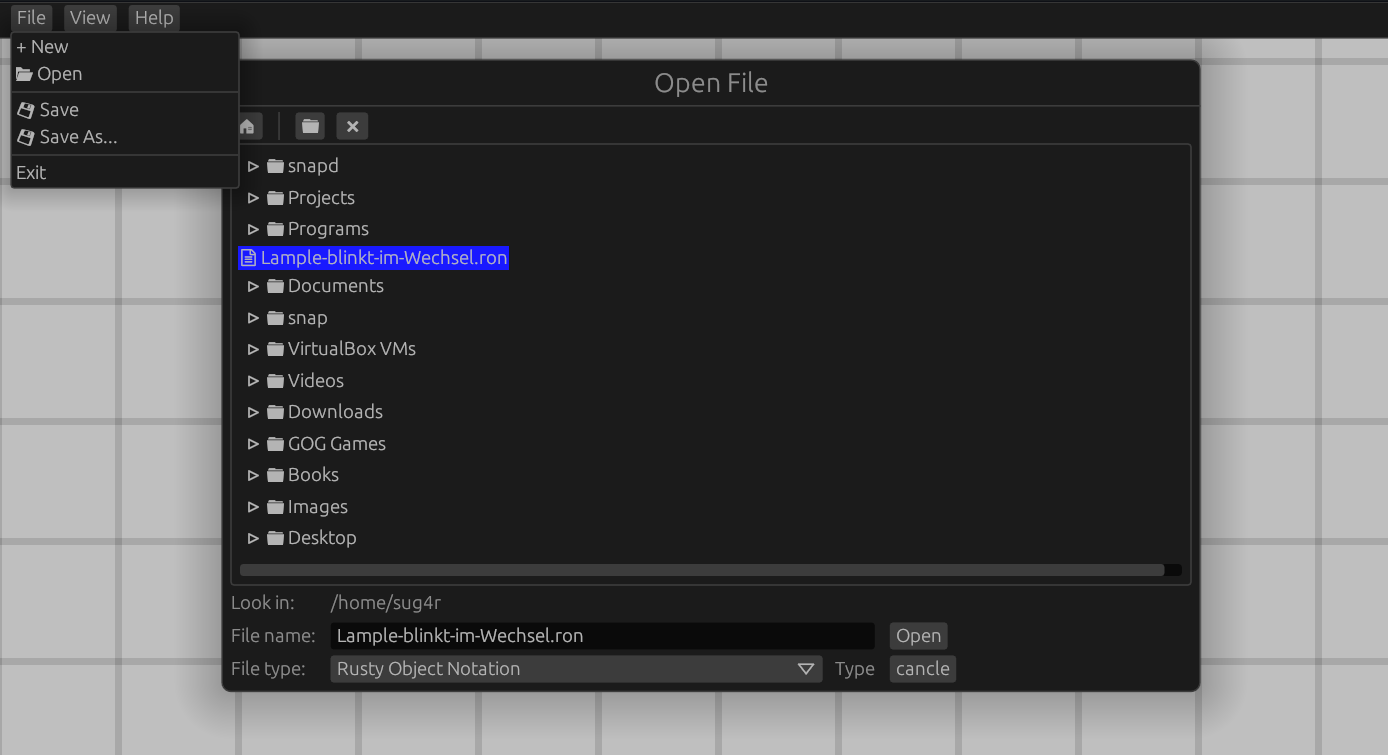 File View Help
+ New
Open
Save
Save As...
Exit
Open File
snapd
Projects
Programs
Lample-blinkt-im-Wechsel.ron
Documents
snap
VirtualBox VMs
Videos
Downloads
GOG Games
Books
Images
Desktop
Look in: /home/sug4r
File name: Lample-blinkt-im-Wechsel.ron Open
File type: Rusty Object Notation Type cancle